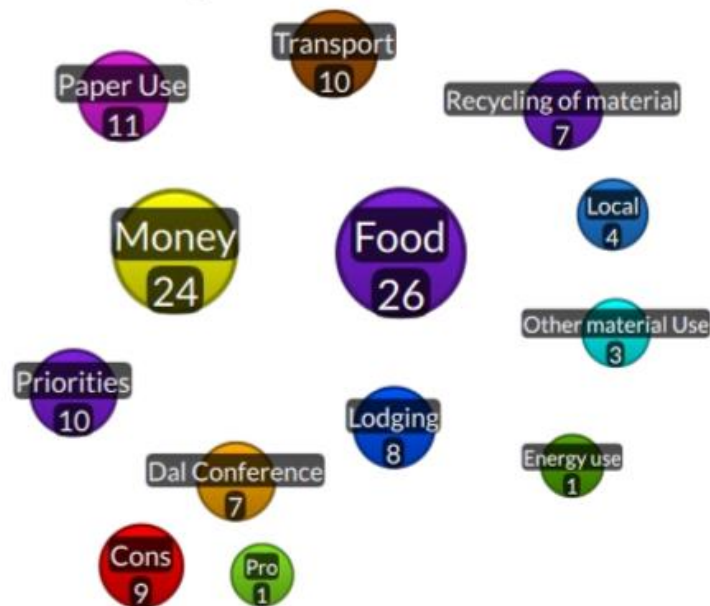 Transport
10
Paper Use
11
Recycling of material
7
Local
4
Money
24
Food
26
Other material Use
3
Priorities
10
Lodging
8
Energy use
1
Dal Conference
7
Cons
9
Pro
1